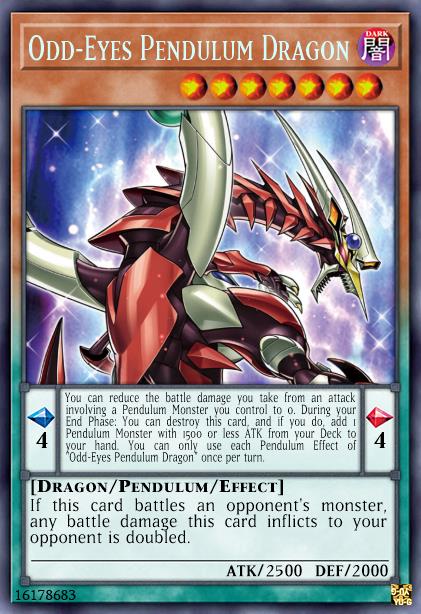 Odd-Eyes Pendulum Dragon
DARK
闇
You can reduce the battle damage you take from an attack
involving a Pendulum Monster you control to 0. During your
End Phase: You can destroy this card, and if you do, add 1
Pendulum Monster with 1500 or less ATK from your Deck to
your hand. You can only use each Pendulum Effect of
"Odd-Eyes Pendulum Dragon" once per turn.
4
4
[Dragon/Pendulum/Effect]
If this card battles an opponent's monster,
any battle damage this card inflicts to your
opponent is doubled.
ATK/2500 DEF/2000
16178683